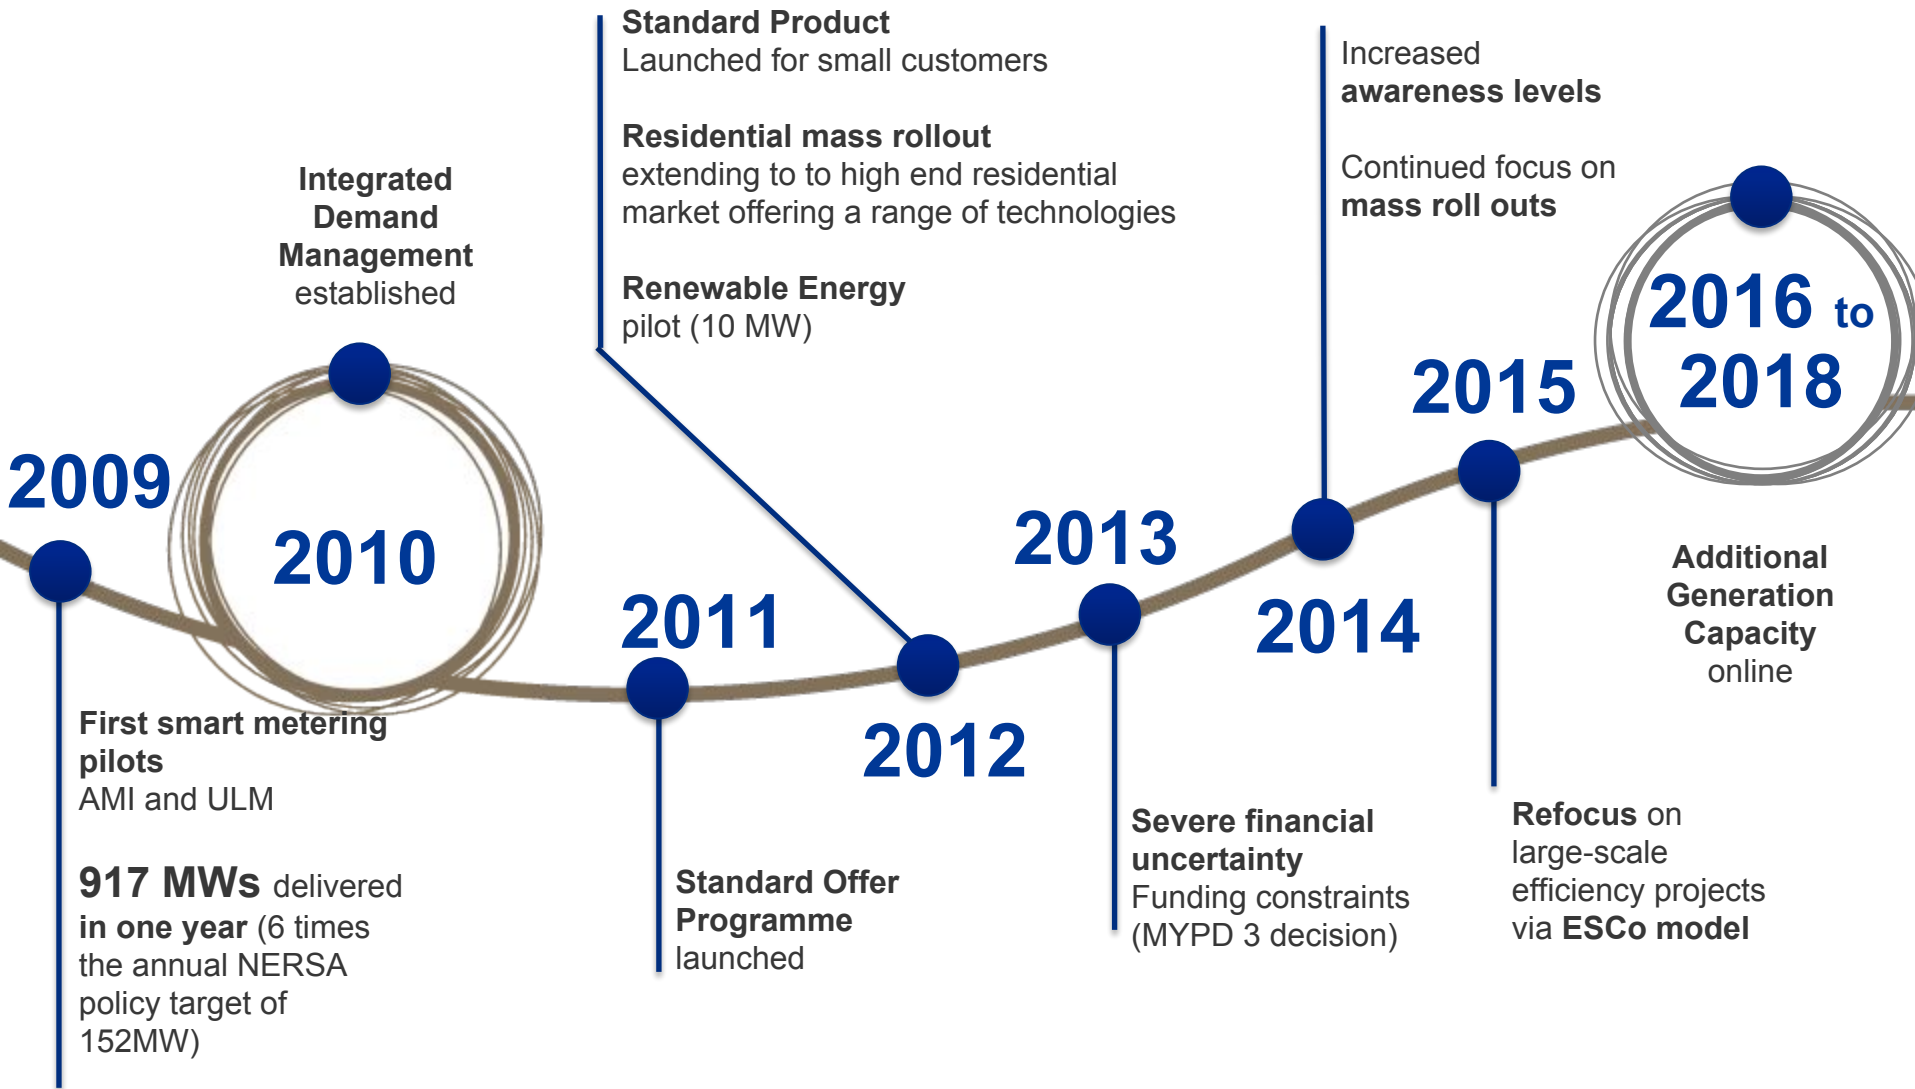 2009
First smart metering
pilots
AMI and ULM
917 MWs delivered
in one year (6 times
the annual NERSA
policy target of
152MW)
Integrated
Demand
Management
established
2010
2011
Standard Offer
Programme
launched
Standard Product
Launched for small customers
Residential mass rollout
extending to to high end residential
market offering a range of technologies
Renewable Energy
pilot (10 MW)
2012
2013
Severe financial
uncertainty
Funding constraints
(MYPD 3 decision)
Increased
awareness levels
Continued focus on
mass roll outs
2014
2015
Refocus on
large-scale
efficiency projects
via ESCo model
2016 to
2018
Additional
Generation
Capacity
online